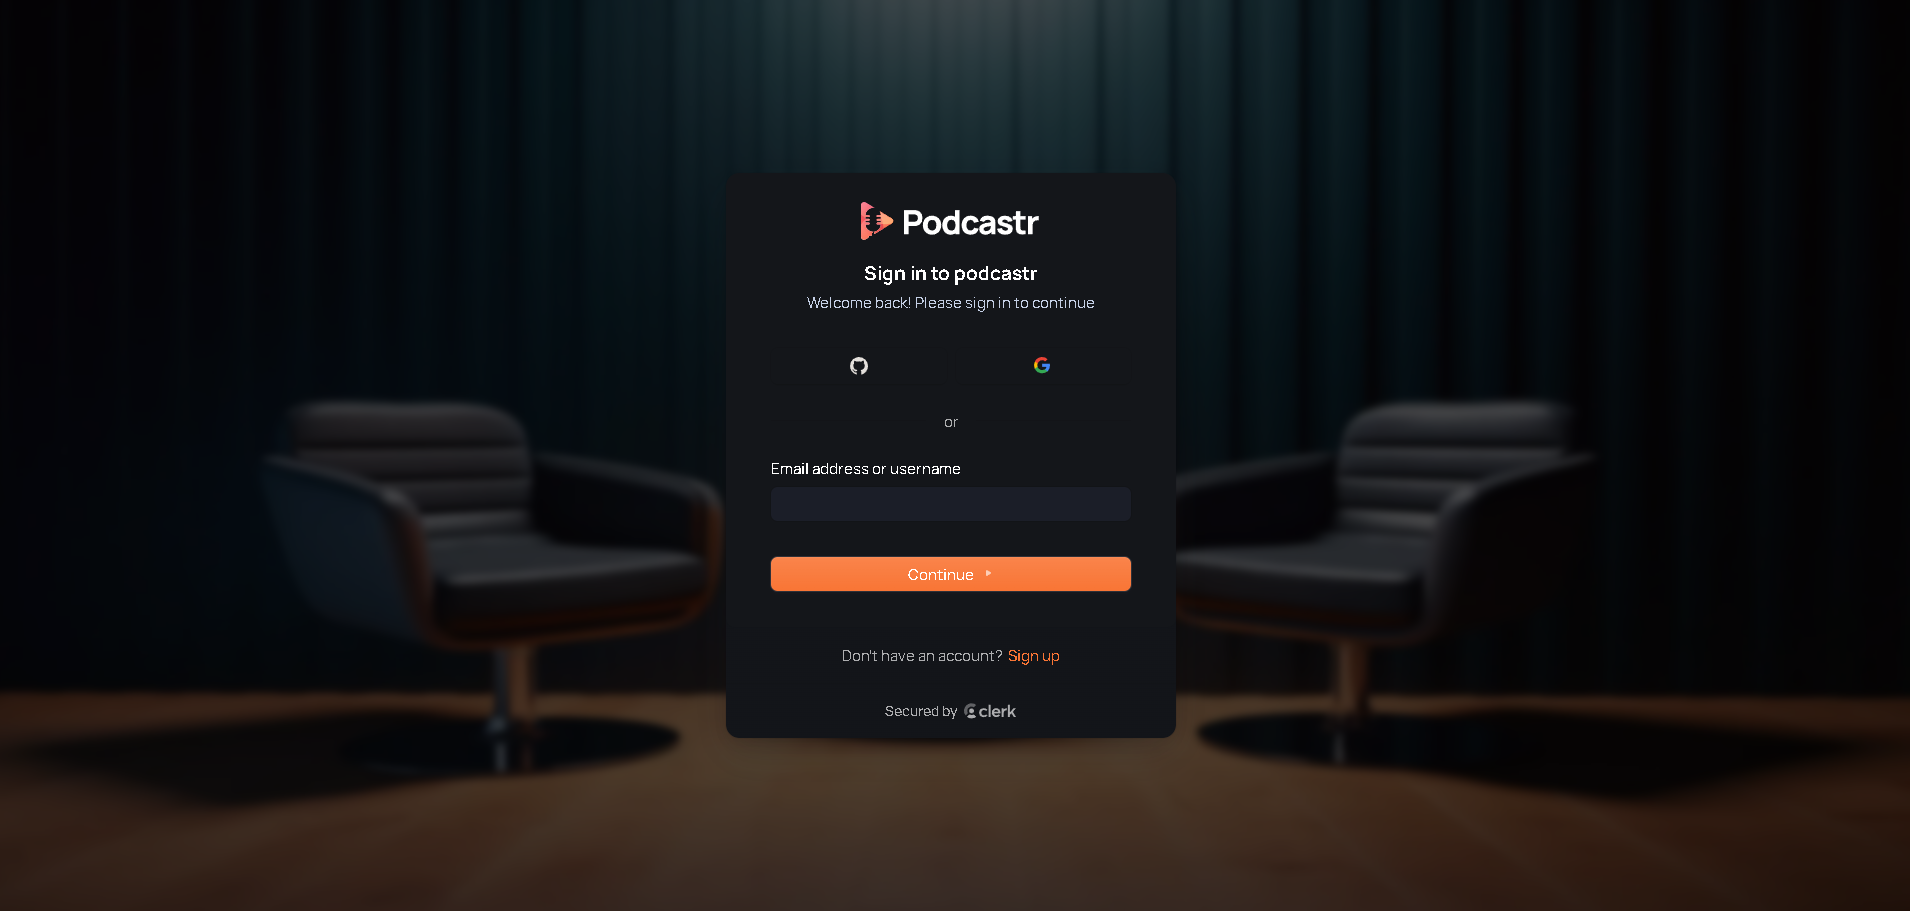 Podcastr
Sign in to podcastr
Welcome back! Please sign in to continue
or
Email address or username
Continue
Don't have an account? Sign up
Secured by clerk